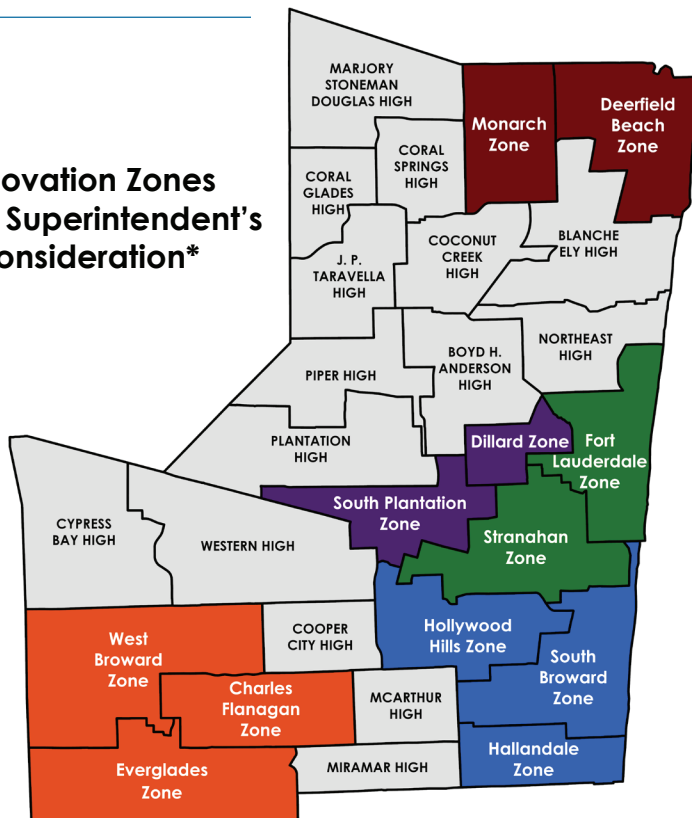 ovation Zones
Superintendent's
onsideration*
MARJORY
STONEMAN
DOUGLAS HIGH
Monarch
Zone
Deerfield
Beach
Zone
CORAL
SPRINGS
HIGH
CORAL
GLADES
HIGH
COCONUT
CREEK
HIGH
BLANCHE
ELY HIGH
J. P.
TARAVELLA
HIGH
NORTHEAST
HIGH
BOYD H.
ANDERSON
HIGH
PIPER HIGH
PLANTATION
HIGH
Dillard Zone
Fort
Lauderdale
Zone
South Plantation
Zone
CYPRESS
BAY HIGH
WESTERN HIGH
Stranahan
Zone
West
Broward
Zone
COOPER
CITY HIGH
Hollywood
Hills Zone
South
Broward
Zone
Charles
Flanagan
Zone
MCARTHUR
HIGH
Everglades
Zone
MIRAMAR HIGH
Hallandale
Zone